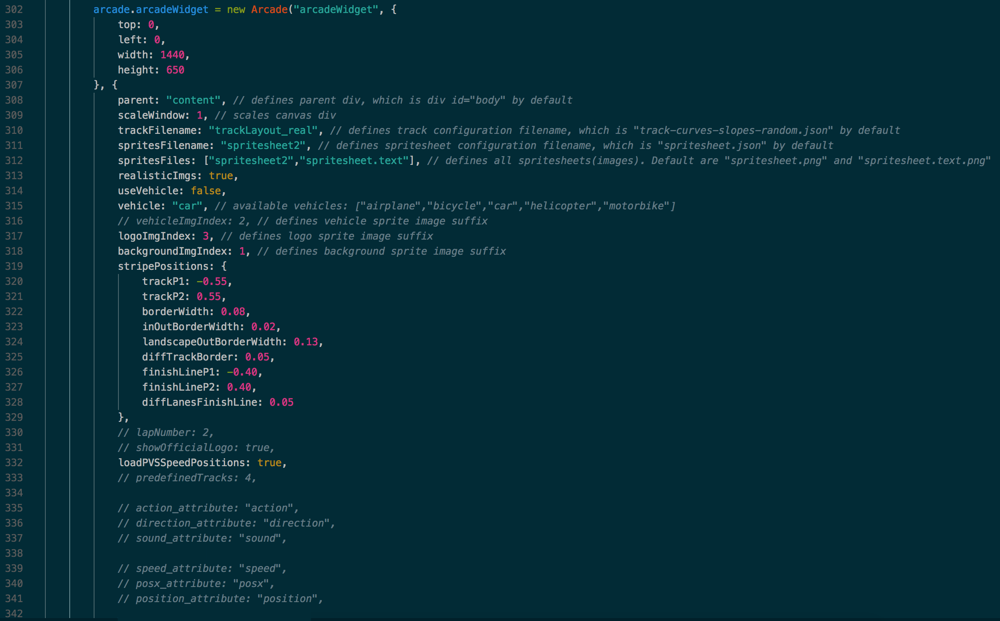 302 arcade.arcadeWidget = new Arcade("arcadeWidget", {
303 top: 0,
304 left: 0,
305 width: 1440,
306 height: 650
307 }, {
308 parent: "content", // defines parent div, which is div id="body" by default
309 scaleWindow: 1, // scales canvas div
310 trackFilename: "trackLayout_real", // defines track configuration filename, which is "track-curves-slopes-random.json" by default
311 spritesFilename: "spritesheet2", // defines spritesheet configuration filename, which is "spritesheet.json" by default
312 spritesFiles: ["spritesheet2","spritesheet.text"], // defines all spritesheets(images). Default are "spritesheet.png" and "spritesheet.text.png"
313 realisticImgs: true,
314 useVehicle: false,
315 vehicle: "car", // available vehicles: ["airplane","bicycle","car","helicopter","motorbike"]
316 // vehicleImgIndex: 2, // defines vehicle sprite image suffix
317 logoImgIndex: 3, // defines logo sprite image suffix
318 backgroundImgIndex: 1, // defines background sprite image suffix
319 stripePositions: {
320 trackP1: -0.55,
321 trackP2: 0.55,
322 borderWidth: 0.08,
323 inOutBorderWidth: 0.02,
324 landscapeOutBorderWidth: 0.13,
325 diffTrackBorder: 0.05,
326 finishLineP1: -0.40,
327 finishLineP2: 0.40,
328 diffLanesFinishLine: 0.05
329 },
330 // lapNumber: 2,
331 // showOfficialLogo: true,
332 loadPVSSpeedPositions: true,
333 // predefinedTracks: 4,
334
335 // action_attribute: "action",
336 // direction_attribute: "direction",
337 // sound_attribute: "sound",
338
339 // speed_attribute: "speed",
340 // posx_attribute: "posx",
341 // position_attribute: "position",
342